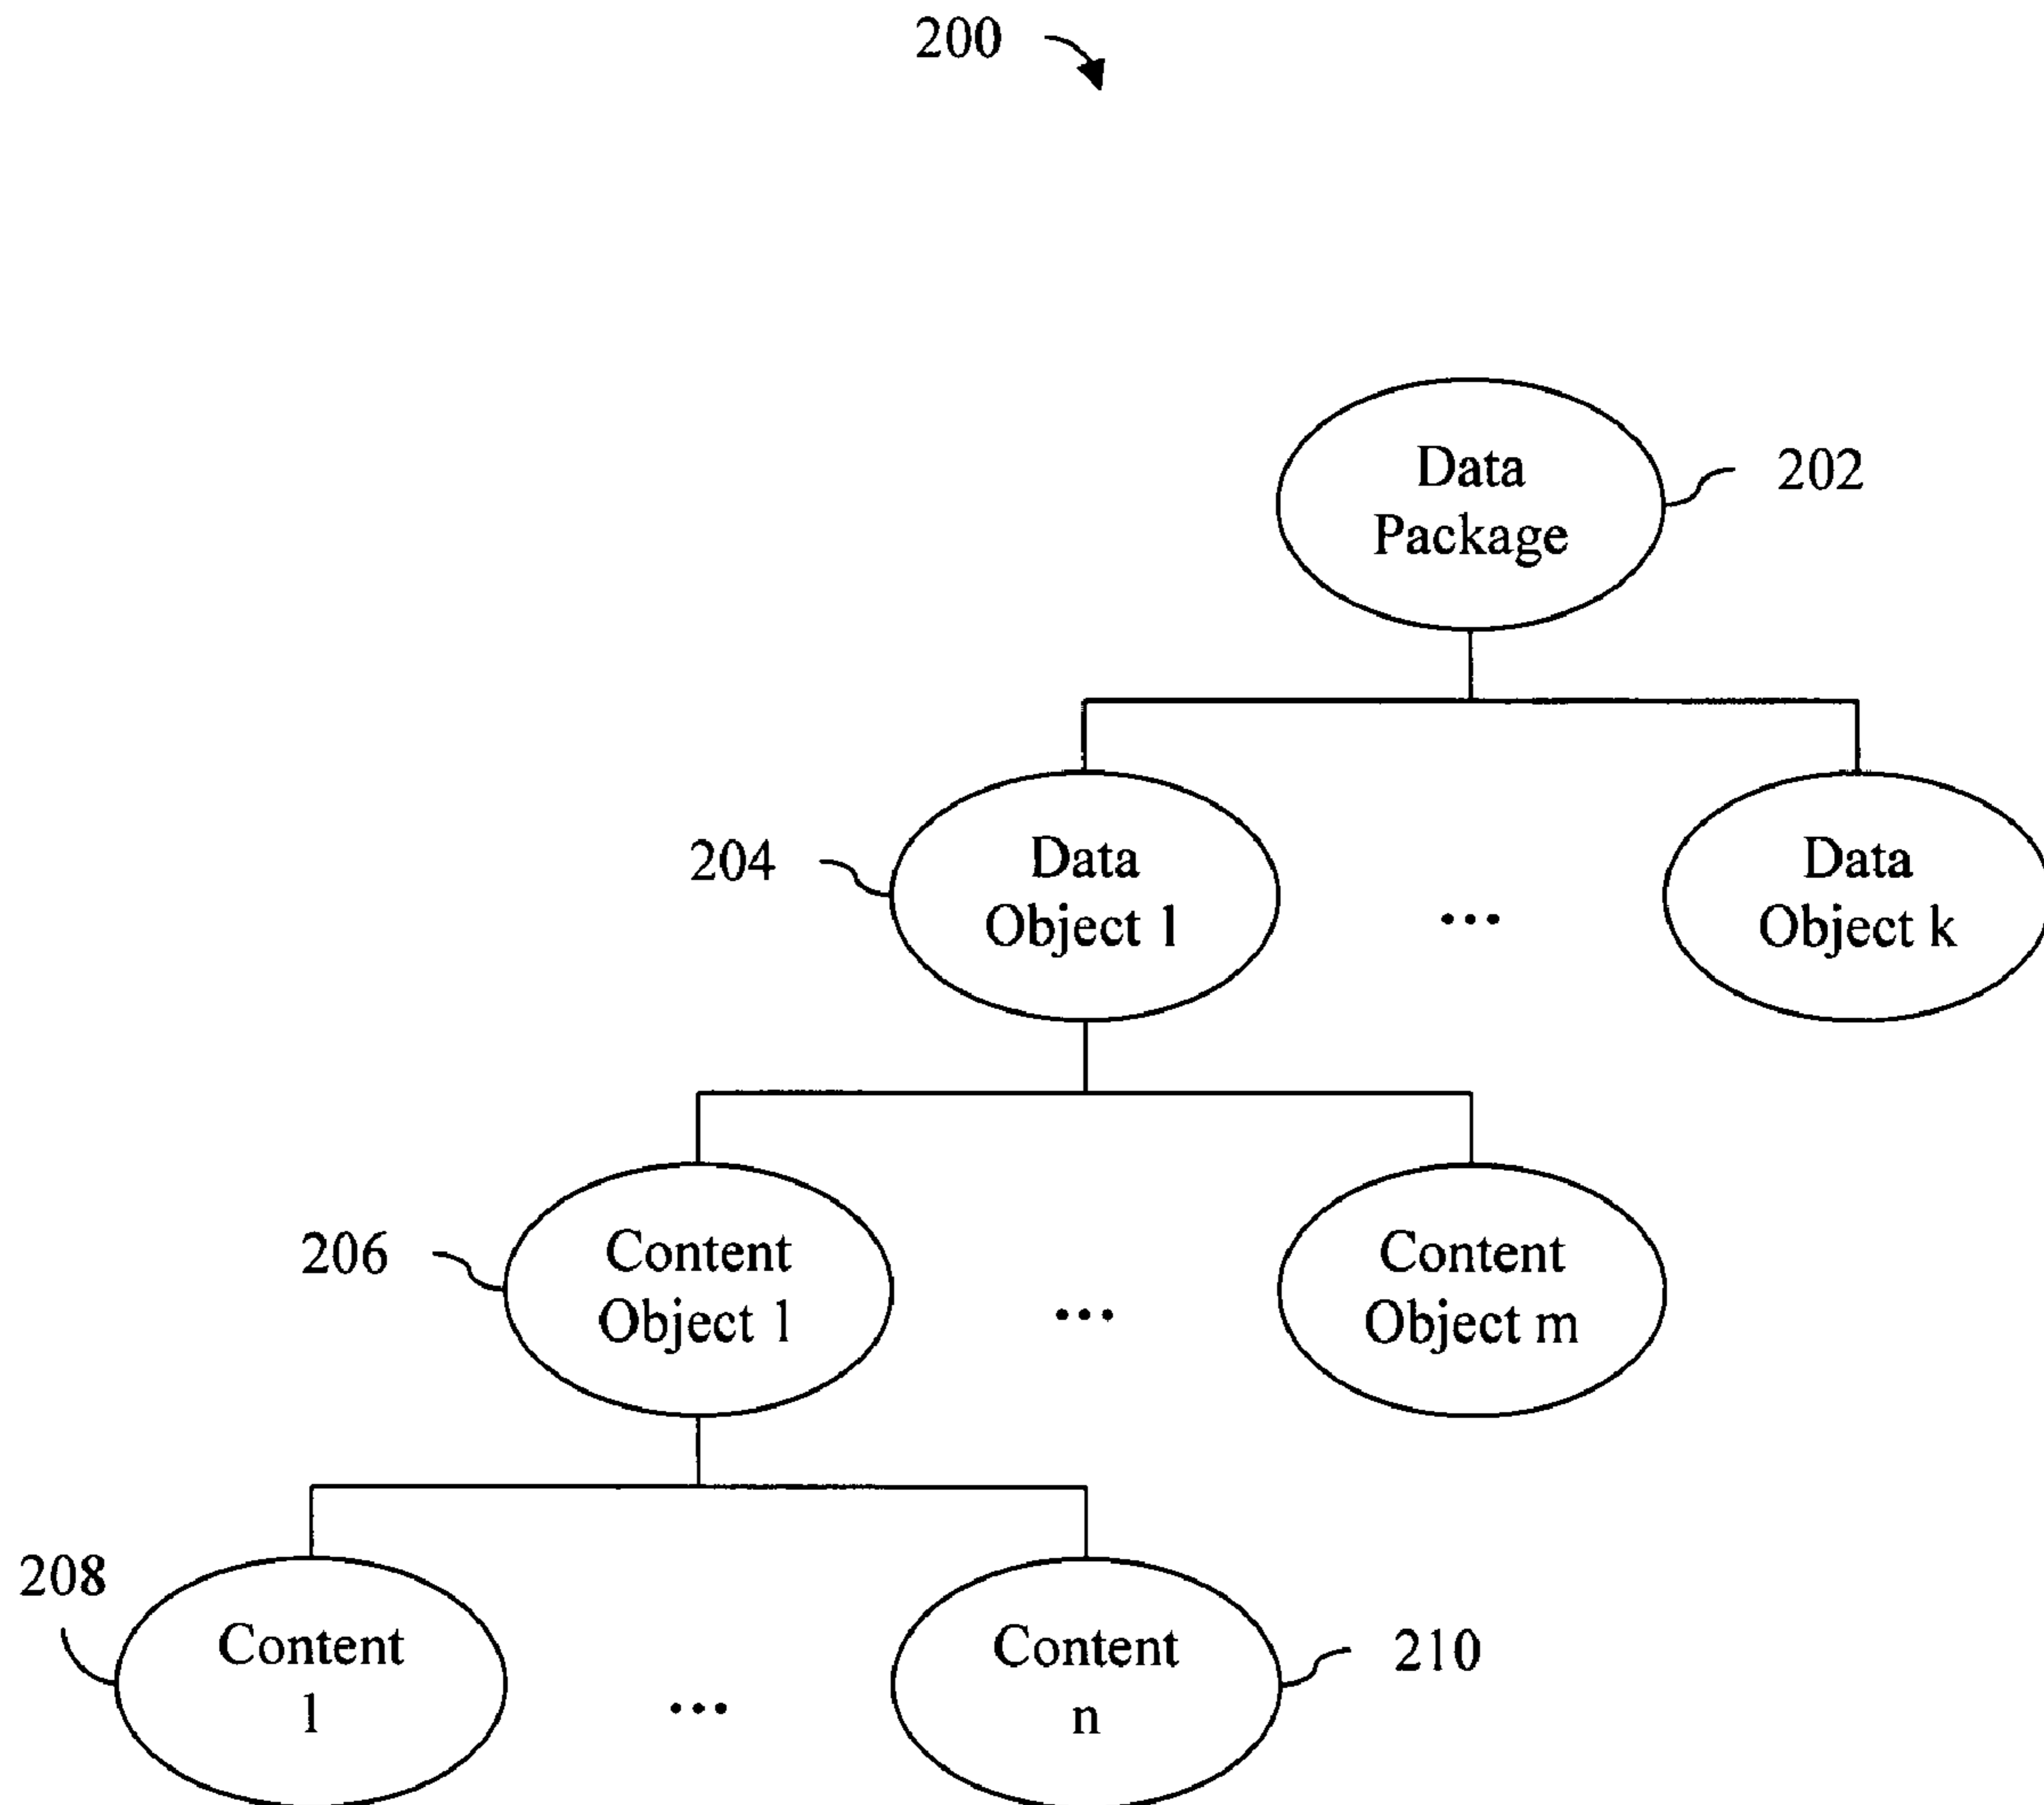 200
Data
Package
202
204
Data
Object 1
...
Data
Object k
206
Content
Object 1
...
Content
Object m
208
Content
1
...
Content
n
210